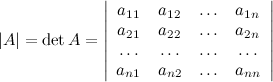 |A| = det A = | a₁₁ a₁₂ … a₁ₙ |
| a₂₁ a₂₂ … a₂ₙ |
| … … … … |
| aₙ₁ aₙ₂ … aₙₙ |